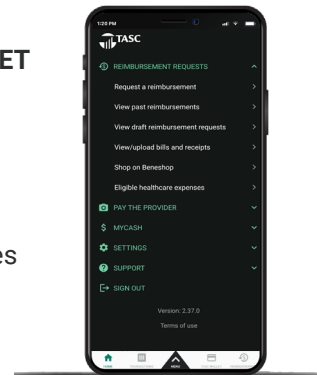 ET
es
1:20 PM
TASC
REIMBURSEMENT REQUESTS
Request a reimbursement
View past reimbursements
View draft reimbursement requests
View/upload bills and receipts
Shop on Beneshop
Eligible healthcare expenses
PAY THE PROVIDER
$ MYCASH
SETTINGS
? SUPPORT
SIGN OUT
Version: 2.37.0
Terms of use
HOME
MENU